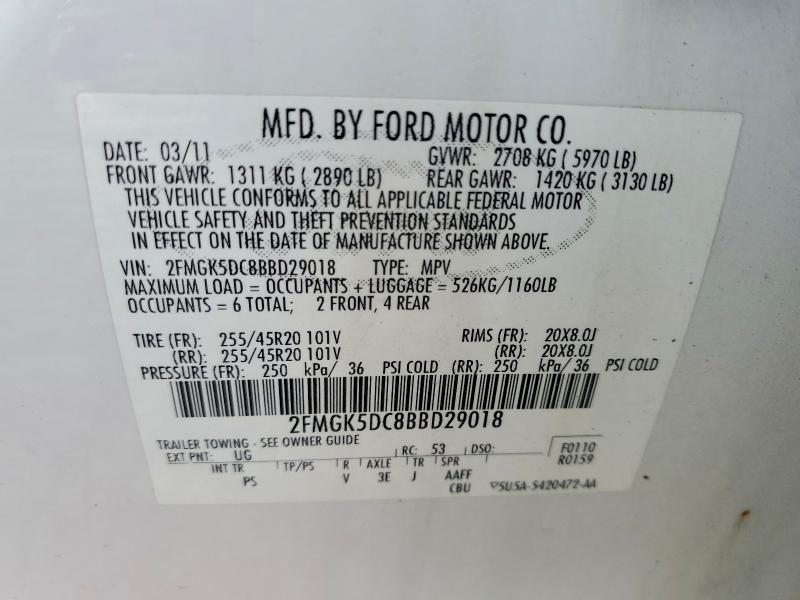 MFD. BY FORD MOTOR CO.
DATE: 03/11 GVWR: 2708 KG ( 5970 LB)
FRONT GAWR: 1311 KG ( 2890 LB) REAR GAWR: 1420 KG ( 3130 LB)
THIS VEHICLE CONFORMS TO ALL APPLICABLE FEDERAL MOTOR
VEHICLE SAFETY AND THEFT PREVENTION STANDARDS
IN EFFECT ON THE DATE OF MANUFACTURE SHOWN ABOVE.
VIN: 2FMGK5DC8BBD29018 TYPE: MPV
MAXIMUM LOAD = OCCUPANTS + LUGGAGE = 526KG/1160LB
OCCUPANTS = 6 TOTAL; 2 FRONT, 4 REAR
TIRE (FR): 255/45R20 101V RIMS (FR): 20X8.0J
(RR): 255/45R20 101V (RR): 20X8.0J
PRESSURE (FR): 250 kPa/ 36 PSI COLD (RR): 250 kPa/ 36 PSI COLD
2FMGK5DC8BBD29018
TRAILER TOWING - SEE OWNER GUIDE
EXT PNT: UG RC: 53 DSO: F0110
R0159
INT TR TP/PS R AXLE TR SPR
PS V 3E J AAFF
CBU 5U5A-5420472-AA